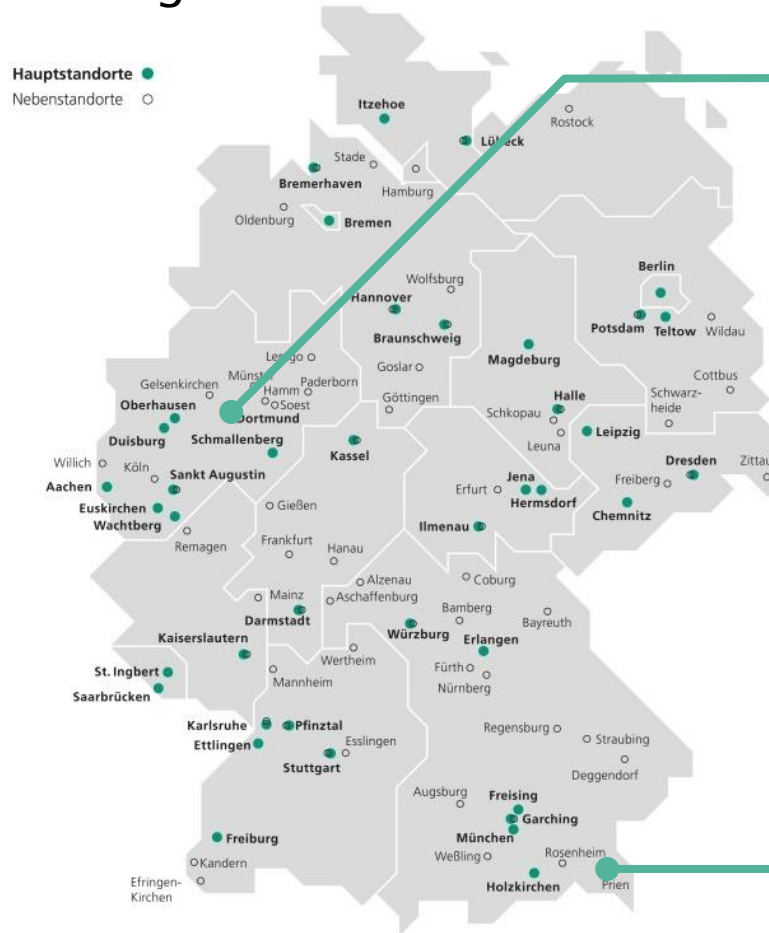 Hauptstandorte
Nebenstandorte
Itzehoe
Rostock
Lübeck
Stade
Bremerhaven
Hamburg
Oldenburg
Bremen
Berlin
Wolfsburg
Hannover
Potsdam
Teltow
Wildau
Braunschweig
Magdeburg
Lemgo
Goslar
Cottbus
Münster
Paderborn
Gelsenkirchen
Hamm
Göttingen
Halle
Schwarz-
heide
Oberhausen
Soest
Dortmund
Schkopau
Duisburg
Leipzig
Schmallenberg
Kassel
Leuna
Willich
Köln
Sankt Augustin
Dresden
Zittau
Aachen
Erfurt
Jena
Freiberg
Euskirchen
Gießen
Hermsdorf
Chemnitz
Wachtberg
Ilmenau
Remagen
Frankfurt
Hanau
Alzenau
Coburg
Mainz
Aschaffenburg
Bamberg
Darmstadt
Bayreuth
Würzburg
Kaiserslautern
Erlangen
Wertheim
St. Ingbert
Fürth
Mannheim
Nürnberg
Saarbrücken
Karlsruhe
Pfinztal
Regensburg
Straubing
Ettlingen
Esslingen
Stuttgart
Deggendorf
Augsburg
Freising
Garching
Freiburg
München
Weßling
Rosenheim
Kandern
Holzkirchen
Prien
Efringen-
Kirchen